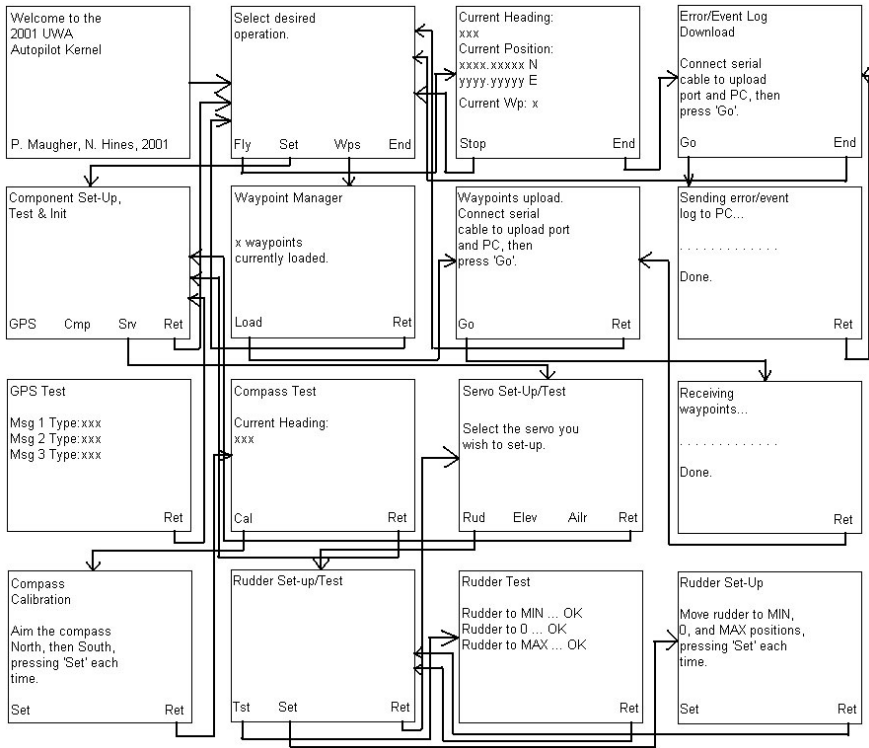 Welcome to the
2001 UWA
Autopilot Kernel
P. Maugher, N. Hines, 2001
Select desired
operation.
Fly Set Wps End
Current Heading:
xxx
Current Position:
xxxx.xxxxx N
yyyy.yyyyy E
Current Wp: x
Stop End
Error/Event Log
Download
Connect serial
cable to upload
port and PC, then
press 'Go'.
Go End
Component Set-Up,
Test & Init
GPS Cmp Srv Ret
Waypoint Manager
x waypoints
currently loaded.
Load Ret
Waypoints upload.
Connect serial
cable to upload port
and PC, then
press 'Go'.
Go Ret
Sending error/event
log to PC...
. . . . . . . . . . . . .
Done.
Ret
GPS Test
Msg 1 Type:xxx
Msg 2 Type:xxx
Msg 3 Type:xxx
Ret
Compass Test
Current Heading:
xxx
Cal Ret
Servo Set-Up/Test
Select the servo you
wish to set-up.
Rud Elev Ailr Ret
Receiving
waypoints...
. . . . . . . . . . . . .
Done.
Ret
Compass
Calibration
Aim the compass
North, then South,
pressing 'Set' each
time.
Set Ret
Rudder Set-up/Test
Tst Set Ret
Rudder Test
Rudder to MIN ... OK
Rudder to 0 ... OK
Rudder to MAX ... OK
Ret
Rudder Set-Up
Move rudder to MIN,
0, and MAX positions,
pressing 'Set' each
time.
Set Ret